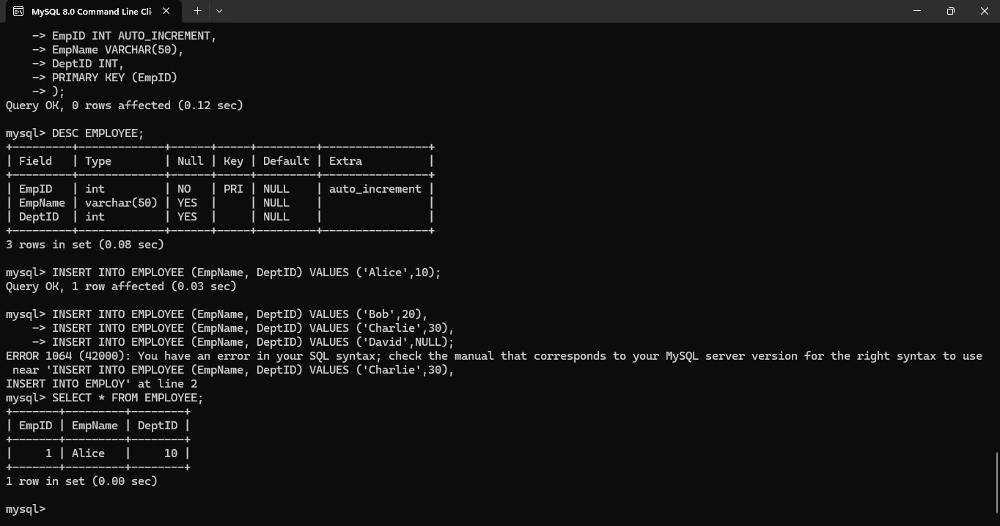 MySQL 8.0 Command Line Cli
    -> EmpID INT AUTO_INCREMENT,
    -> EmpName VARCHAR(50),
    -> DeptID INT,
    -> PRIMARY KEY (EmpID)
    -> );
Query OK, 0 rows affected (0.12 sec)
mysql> DESC EMPLOYEE;
+---------+-------------+------+-----+---------+----------------+
| Field   | Type        | Null | Key | Default | Extra          |
+---------+-------------+------+-----+---------+----------------+
| EmpID   | int         | NO   | PRI | NULL    | auto_increment |
| EmpName | varchar(50) | YES  |     | NULL    |                |
| DeptID  | int         | YES  |     | NULL    |                |
+---------+-------------+------+-----+---------+----------------+
3 rows in set (0.08 sec)
mysql> INSERT INTO EMPLOYEE (EmpName, DeptID) VALUES ('Alice',10);
Query OK, 1 row affected (0.03 sec)
mysql> INSERT INTO EMPLOYEE (EmpName, DeptID) VALUES ('Bob',20),
    -> INSERT INTO EMPLOYEE (EmpName, DeptID) VALUES ('Charlie',30),
    -> INSERT INTO EMPLOYEE (EmpName, DeptID) VALUES ('David',NULL);
ERROR 1064 (42000): You have an error in your SQL syntax; check the manual that corresponds to your MySQL server version for the right syntax to use
 near 'INSERT INTO EMPLOYEE (EmpName, DeptID) VALUES ('Charlie',30),
INSERT INTO EMPLOY' at line 2
mysql> SELECT * FROM EMPLOYEE;
+-------+---------+--------+
| EmpID | EmpName | DeptID |
+-------+---------+--------+
|     1 | Alice   |     10 |
+-------+---------+--------+
1 row in set (0.00 sec)
mysql>